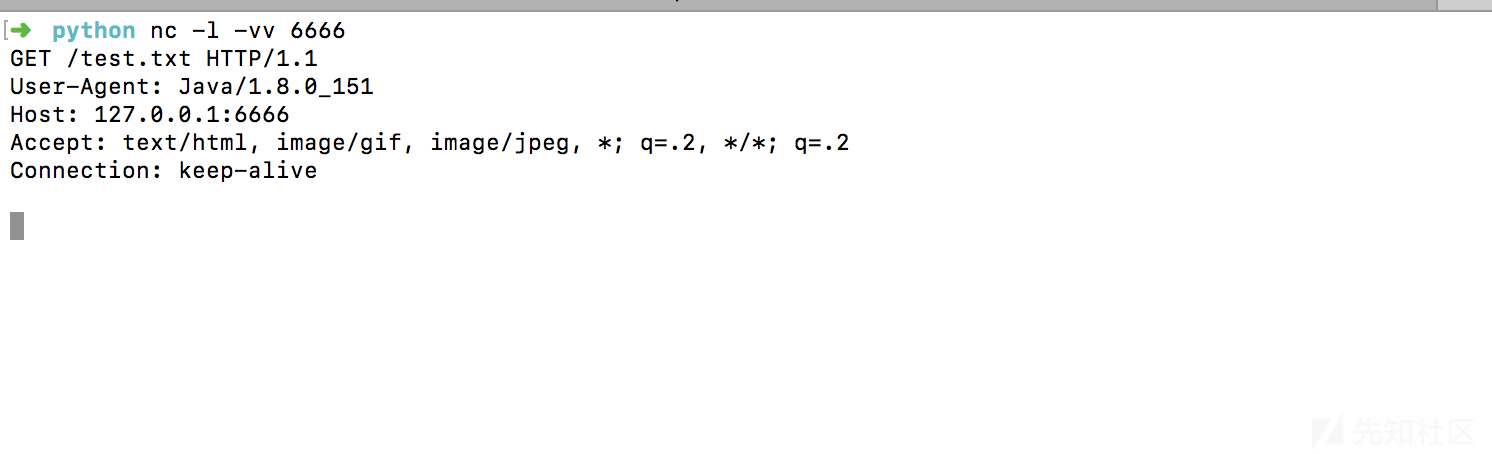 [➜ python nc -l -vv 6666
GET /test.txt HTTP/1.1
User-Agent: Java/1.8.0_151
Host: 127.0.0.1:6666
Accept: text/html, image/gif, image/jpeg, *; q=.2, */*; q=.2
Connection: keep-alive
先知社区